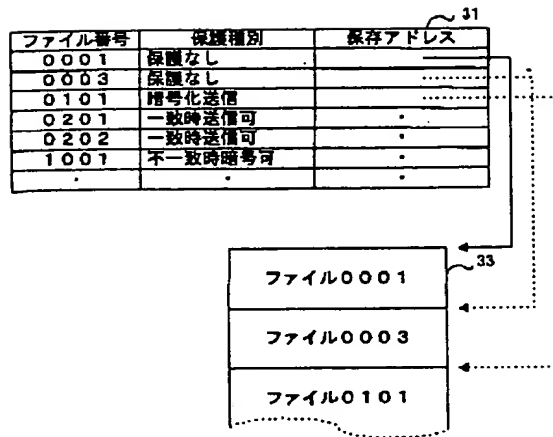 31
ファイル番号 保護種別 保存アドレス
0001 保護なし
0003 保護なし
0101 暗号化送信
0201 一致時送信可 ・
0202 一致時送信可 ・
1001 不一致時暗号可 ・
・ ・ ・
33
ファイル0001
ファイル0003
ファイル0101